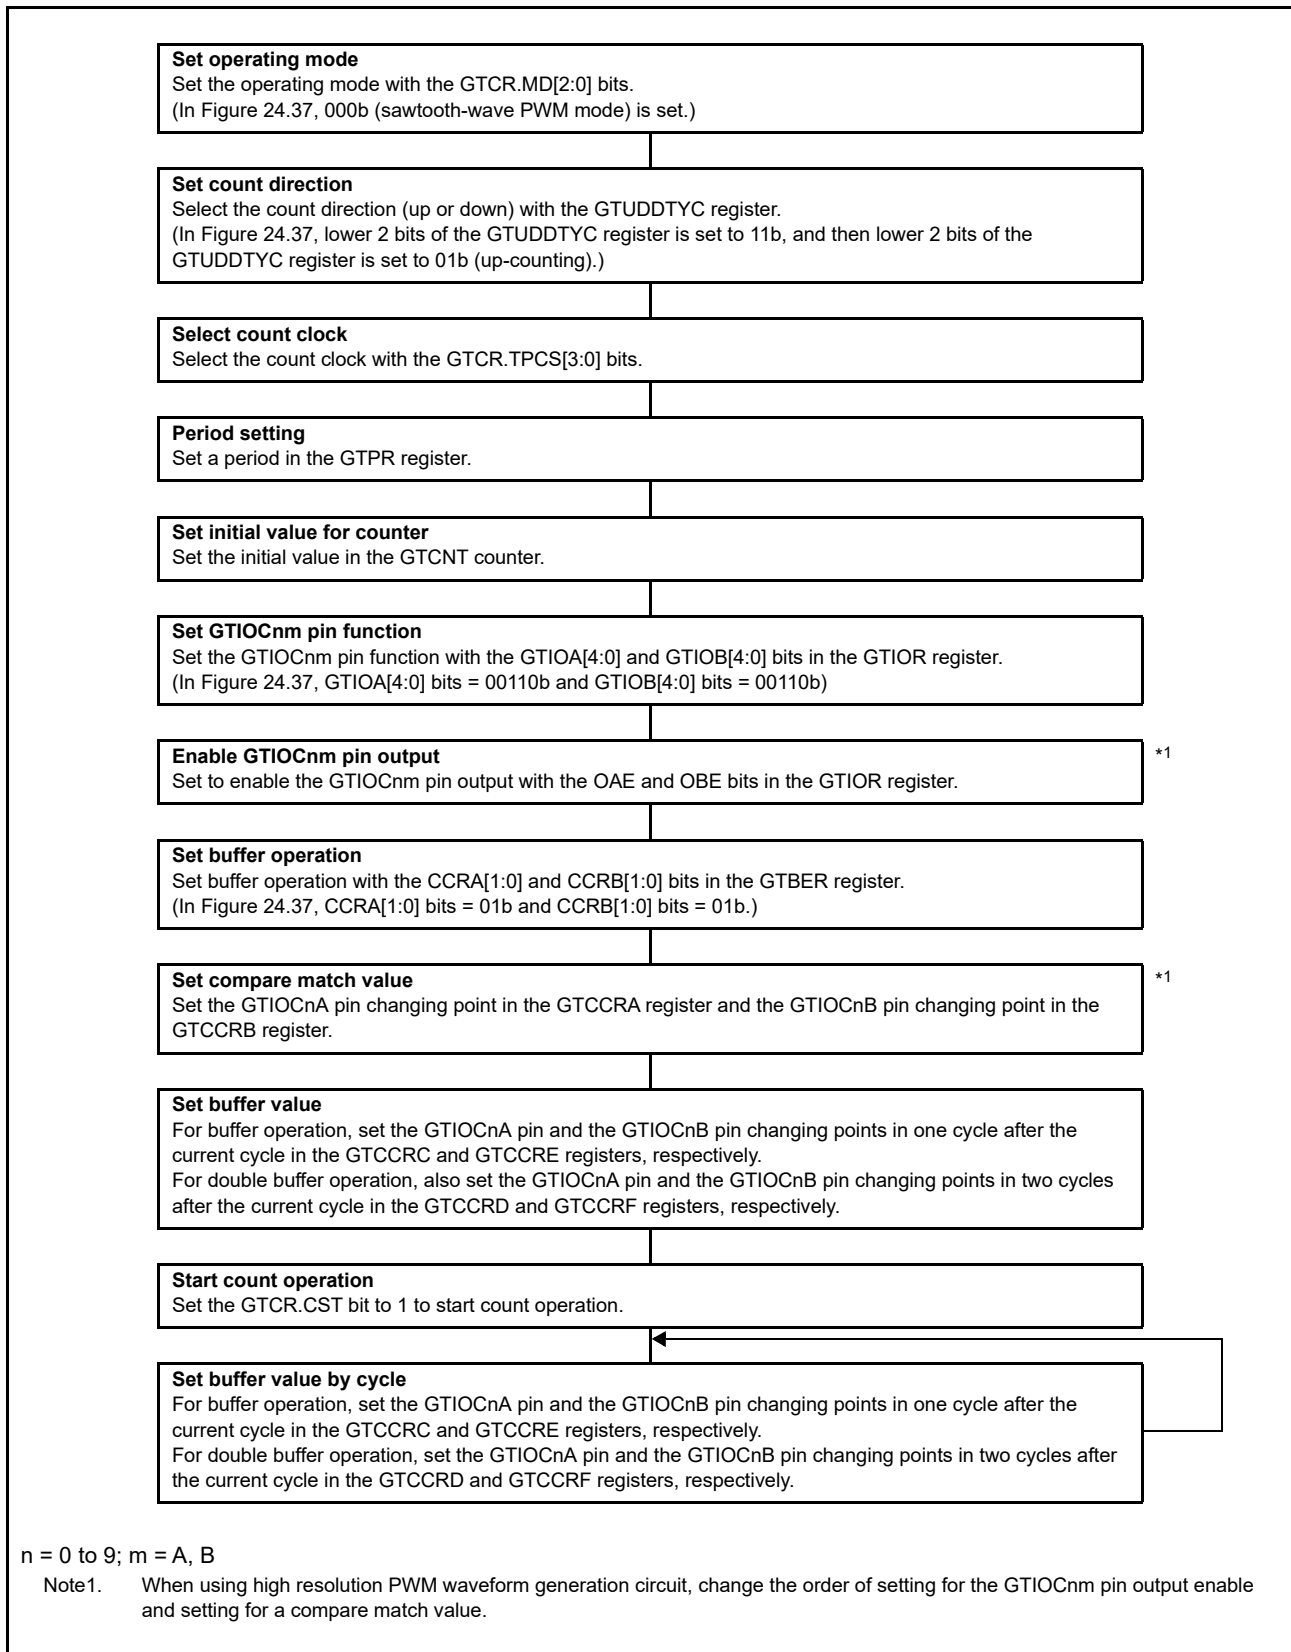 Set operating mode
Set the operating mode with the GTCR.MD[2:0] bits.
(In Figure 24.37, 000b (sawtooth-wave PWM mode) is set.)
Set count direction
Select the count direction (up or down) with the GTUDDTYC register.
(In Figure 24.37, lower 2 bits of the GTUDDTYC register is set to 11b, and then lower 2 bits of the
GTUDDTYC register is set to 01b (up-counting).)
Select count clock
Select the count clock with the GTCR.TPCS[3:0] bits.
Period setting
Set a period in the GTPR register.
Set initial value for counter
Set the initial value in the GTCNT counter.
Set GTIOCnm pin function
Set the GTIOCnm pin function with the GTIOA[4:0] and GTIOB[4:0] bits in the GTIOR register.
(In Figure 24.37, GTIOA[4:0] bits = 00110b and GTIOB[4:0] bits = 00110b)
Enable GTIOCnm pin output *1
Set to enable the GTIOCnm pin output with the OAE and OBE bits in the GTIOR register.
Set buffer operation
Set buffer operation with the CCRA[1:0] and CCRB[1:0] bits in the GTBER register.
(In Figure 24.37, CCRA[1:0] bits = 01b and CCRB[1:0] bits = 01b.)
Set compare match value *1
Set the GTIOCnA pin changing point in the GTCCRA register and the GTIOCnB pin changing point in the
GTCCRB register.
Set buffer value
For buffer operation, set the GTIOCnA pin and the GTIOCnB pin changing points in one cycle after the
current cycle in the GTCCRC and GTCCRE registers, respectively.
For double buffer operation, also set the GTIOCnA pin and the GTIOCnB pin changing points in two cycles
after the current cycle in the GTCCRD and GTCCRF registers, respectively.
Start count operation
Set the GTCR.CST bit to 1 to start count operation.
Set buffer value by cycle
For buffer operation, set the GTIOCnA pin and the GTIOCnB pin changing points in one cycle after the
current cycle in the GTCCRC and GTCCRE registers, respectively.
For double buffer operation, set the GTIOCnA pin and the GTIOCnB pin changing points in two cycles after
the current cycle in the GTCCRD and GTCCRF registers, respectively.
n = 0 to 9; m = A, B
Note1. When using high resolution PWM waveform generation circuit, change the order of setting for the GTIOCnm pin output enable
and setting for a compare match value.